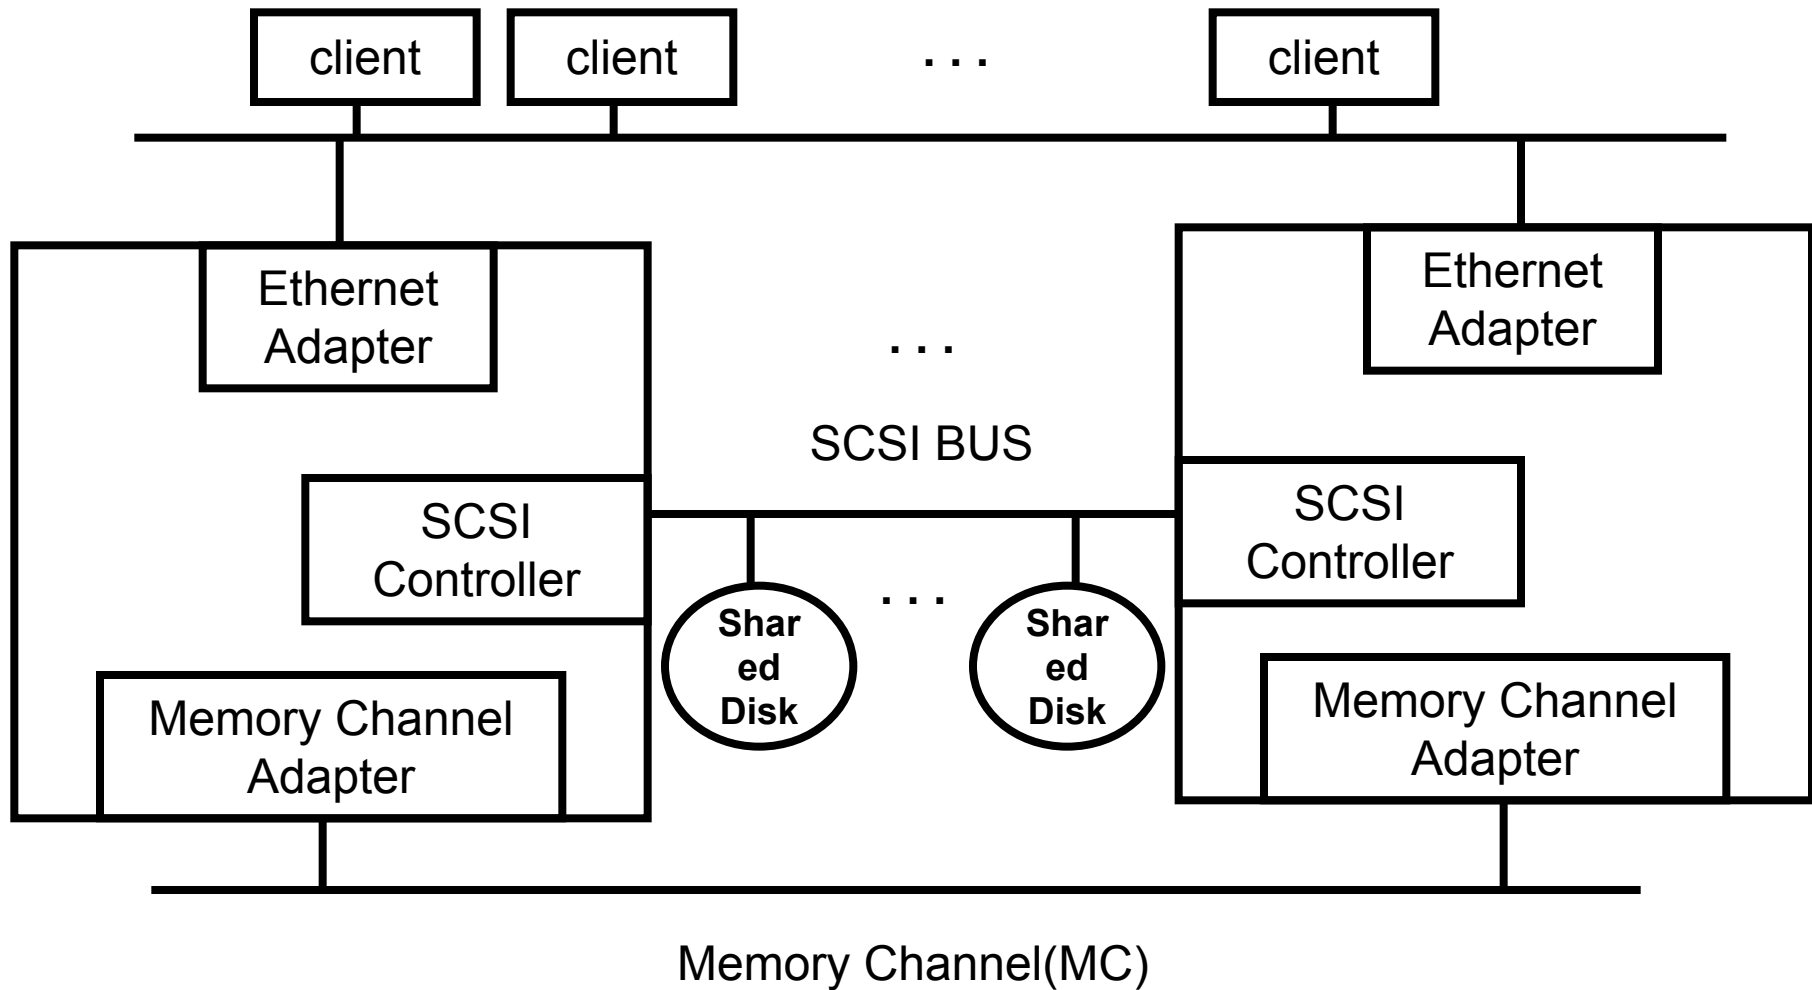 client
client
. . .
client
Ethernet
Adapter
Ethernet
Adapter
. . .
SCSI BUS
SCSI
Controller
SCSI
Controller
. . .
Shar
ed
Disk
Shar
ed
Disk
Memory Channel
Adapter
Memory Channel
Adapter
Memory Channel(MC)